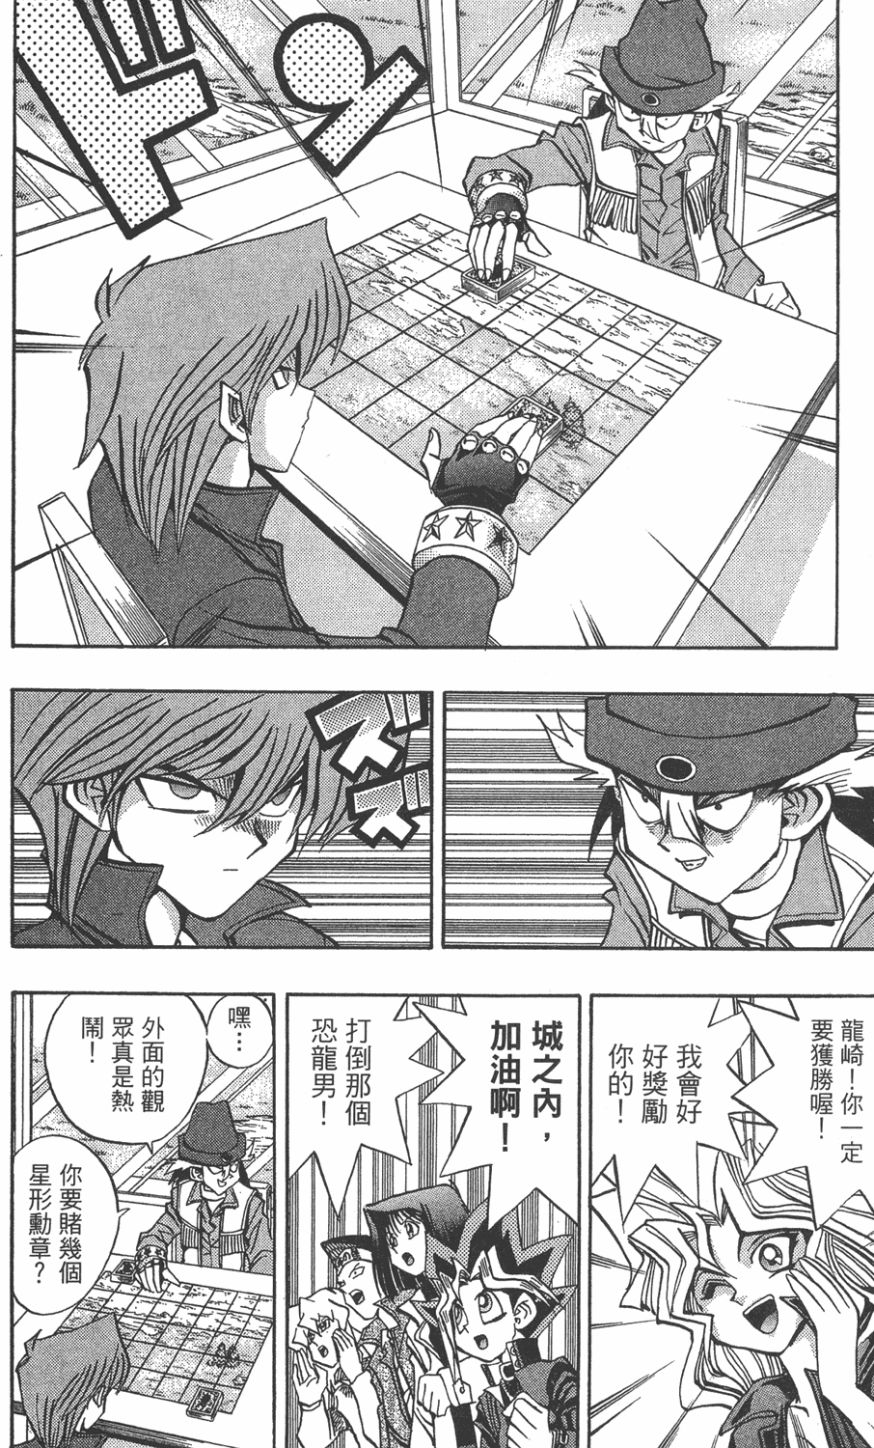 ドン
ズズ
龍崎！你一定
要獲勝喔！
我會好
好獎勵
你的！
城之內，
加油啊！
打倒那個
恐龍男！
嘿…
外面的觀
眾真是熱
鬧！
你要賭幾個
星形勳章？